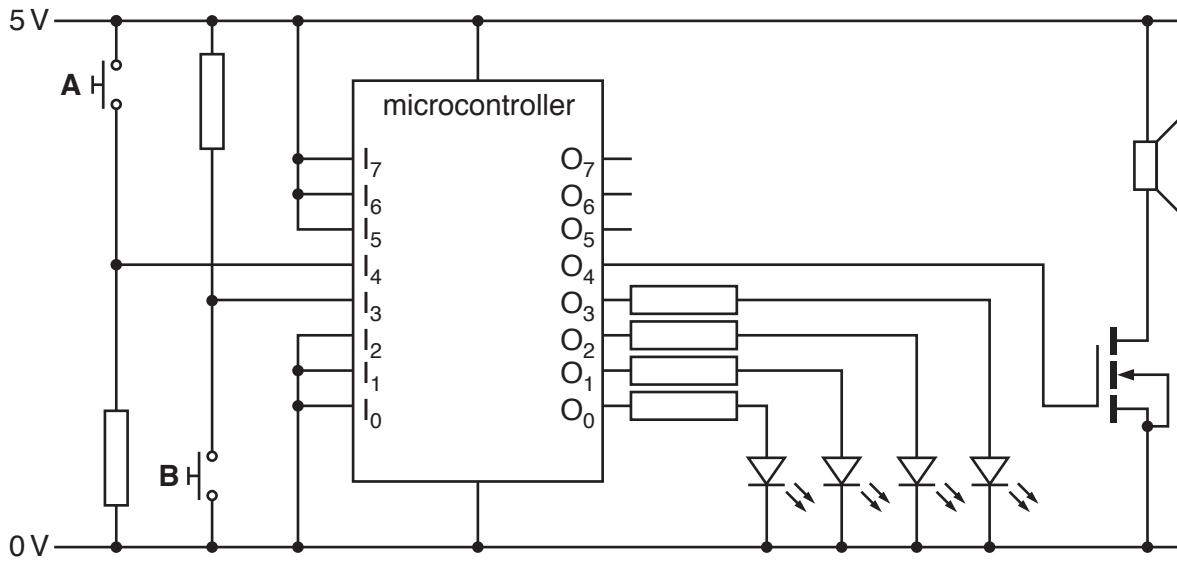 5 V
A
microcontroller
I7 O7
I6 O6
I5 O5
I4 O4
I3 O3
I2 O2
I1 O1
I0 O0
B
0 V